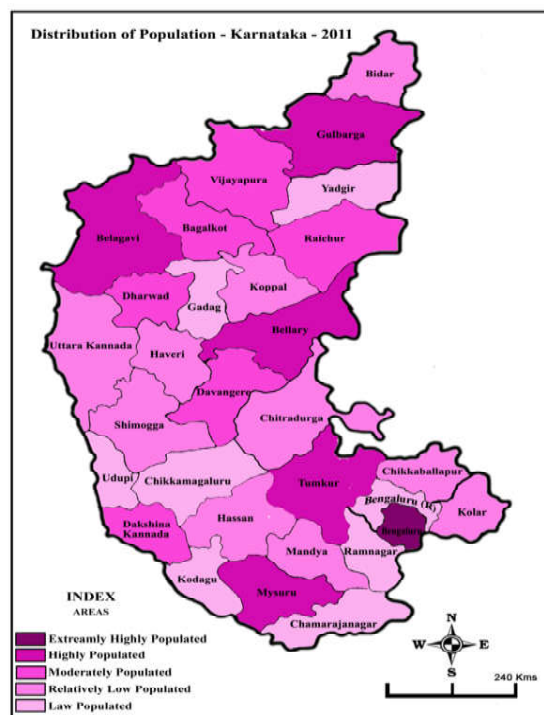 Distribution of Population - Karnataka - 2011
Bidar
Gulbarga
Vijayapura
Yadgir
Belagavi
Bagalkot
Raichur
Dharwad
Gadag
Koppal
Bellary
Uttara Kannada
Haveri
Davangere
Chitradurga
Shimogga
Udupi
Chikkamagaluru
Tumkur
Chikkaballapur
Bengaluru (R)
Kolar
Bengaluru
Dakshina
Kannada
Hassan
Mandya
Ramnagar
Kodagu
Mysuru
Chamarajanagar
INDEX
AREAS
Extreamly Highly Populated
Highly Populated
Moderately Populated
Relatively Low Populated
Law Populated
N
W
E
S
240 Kms